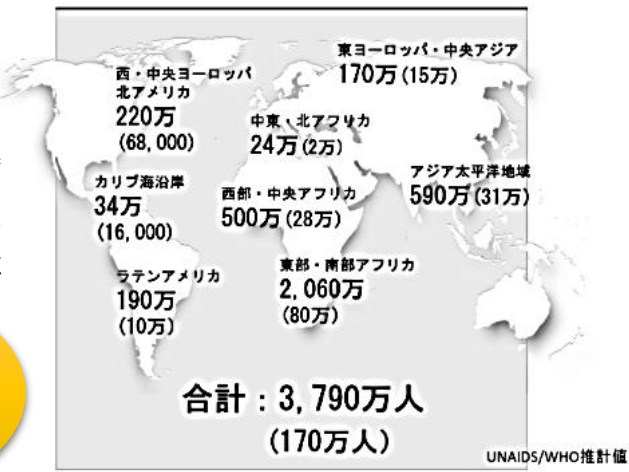 東ヨーロッパ・中央アジア
170万(15万)
西・中央ヨーロッパ
北アメリカ
220万
(68,000)
中東・北アフリカ
24万(2万)
アジア太平洋地域
590万(31万)
カリブ海沿岸
34万
(16,000)
西部・中央アフリカ
500万(28万)
東部・南部アフリカ
2,060万
(80万)
ラテンアメリカ
190万
(10万)
合計：3,790万人
(170万人)
UNAIDS/WHO推計値